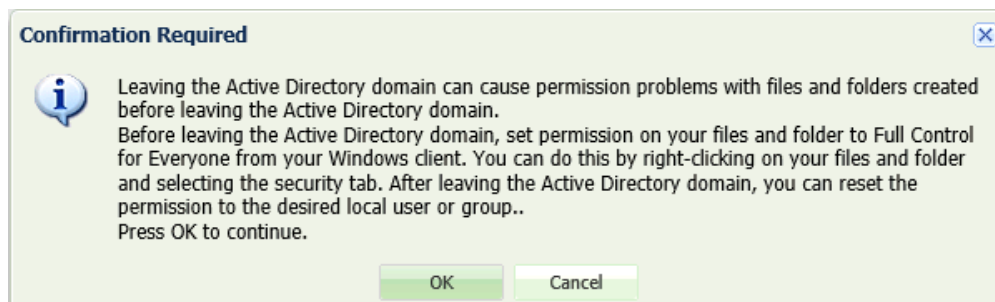 Confirmation Required
Leaving the Active Directory domain can cause permission problems with files and folders created
before leaving the Active Directory domain.
Before leaving the Active Directory domain, set permission on your files and folder to Full Control
for Everyone from your Windows client. You can do this by right-clicking on your files and folder
and selecting the security tab. After leaving the Active Directory domain, you can reset the
permission to the desired local user or group..
Press OK to continue.
OK
Cancel